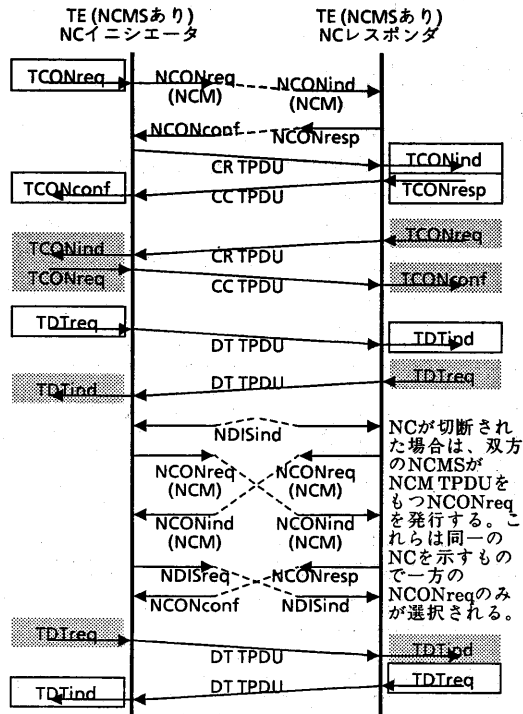 TE (NCMSあり)
NCイニシエータ
TE (NCMSあり)
NCレスポンダ
TCONreq
NCONreq
(NCM)
NCONind
(NCM)
NCONconf
NCONresp
CR TPDU
TCONind
TCONconf
CC TPDU
TCONresp
TCONind
CR TPDU
TCONreq
TCONreq
CC TPDU
TCONconf
TDTreq
DT TPDU
TDTind
TDTind
DT TPDU
TDTreq
NDISind
NCONreq
(NCM)
NCONreq
(NCM)
NCONind
(NCM)
NCONind
(NCM)
NDISreq
NCONresp
NCONconf
NDISind
NCが切断され
た場合は、双方
のNCMSが
NCM TPDUを
もつNCONreq
を発行する。こ
れらは同一の
NCを示すもの
で一方の
NCONreqのみ
が選択される。
TDTreq
DT TPDU
TDTind
TDTind
DT TPDU
TDTreq